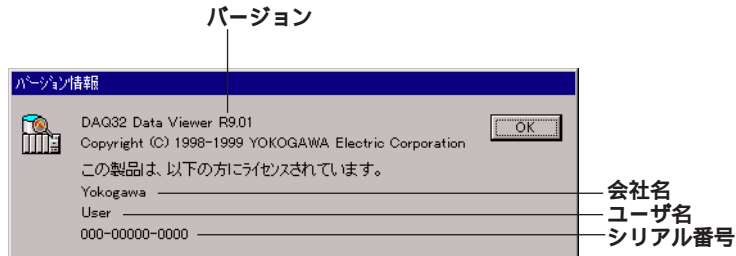 バージョン
バージョン情報
DAQ32 Data Viewer R9.01
OK
Copyright (C) 1998-1999 YOKOGAWA Electric Corporation
この製品は、以下の方にライセンスされています。
Yokogawa
会社名
User
ユーザ名
000-00000-0000
シリアル番号